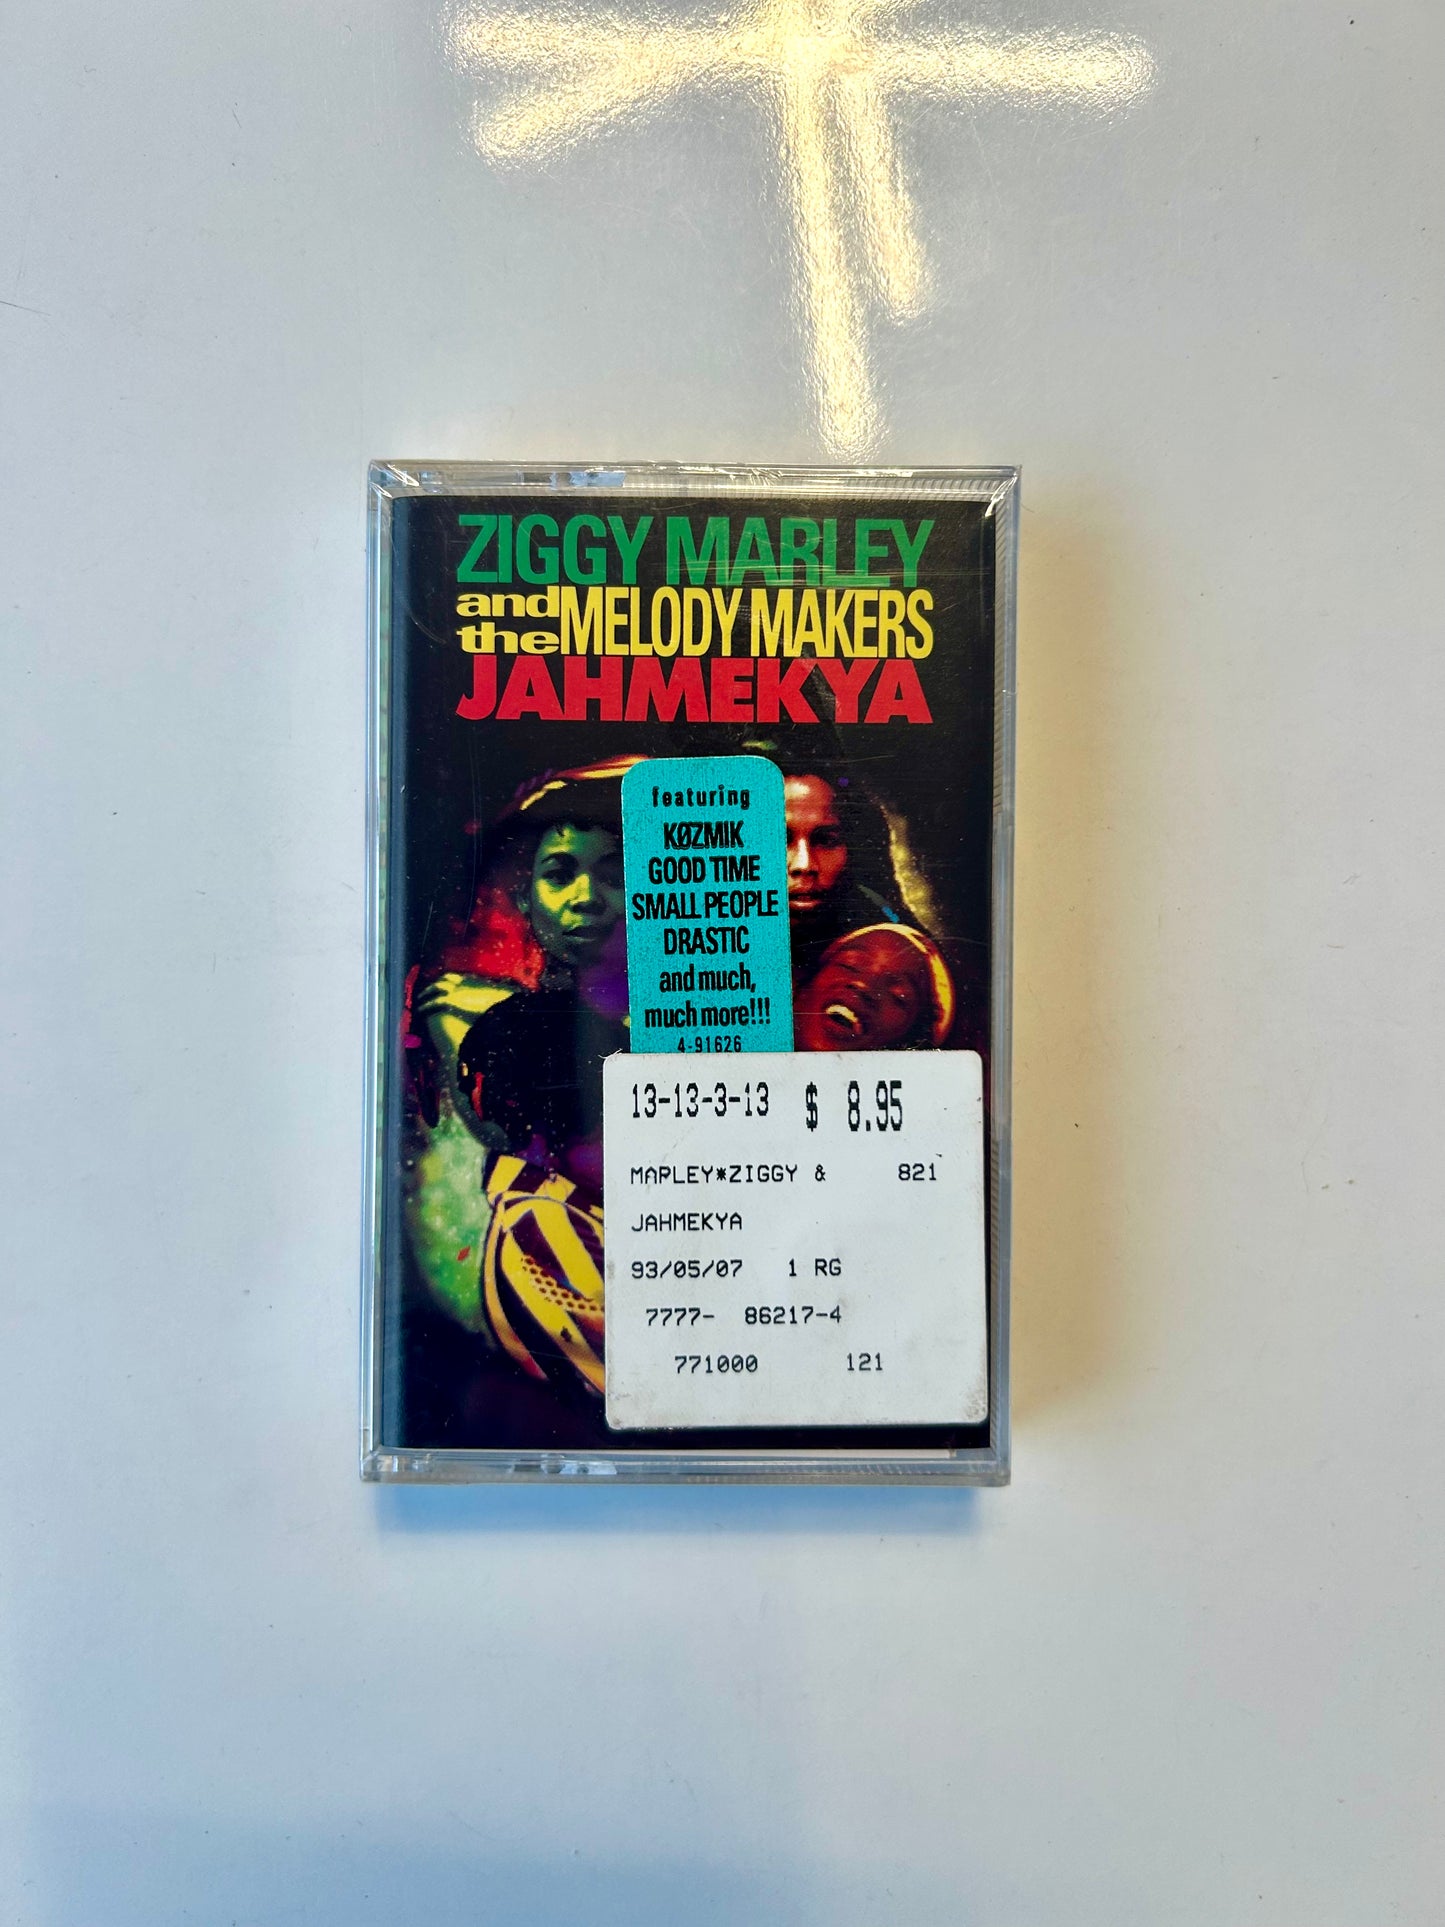 ZIGGY MARLEY
and the MELODY MAKERS
JAHMEKYA
featuring
KØZMIK
GOOD TIME
SMALL PEOPLE
DRASTIC
and much,
much more!!!
4-91626
13-13-3-13 $ 8.95
MARLEY*ZIGGY & 821
JAHMEKYA
93/05/07 1 RG
7777- 86217-4
771000 121